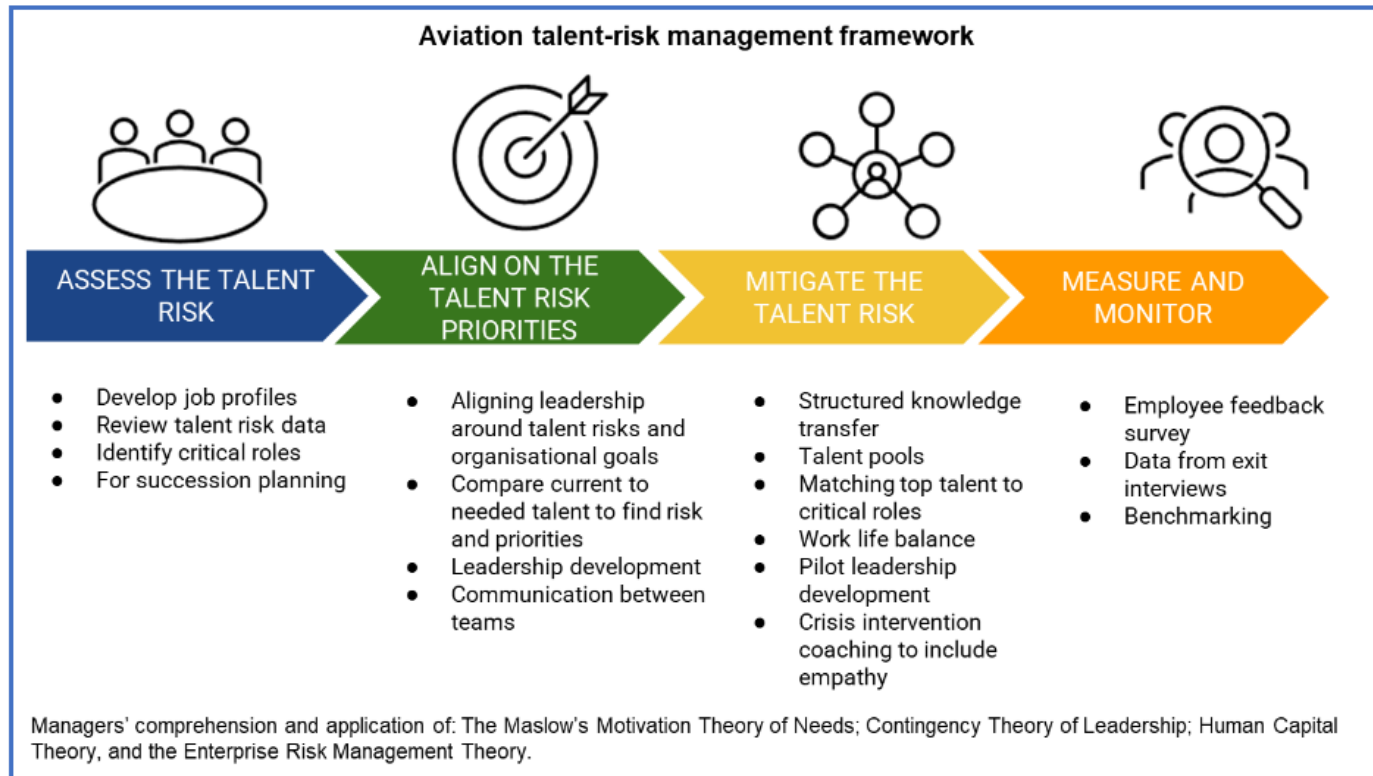 Aviation talent-risk management framework
ASSESS THE TALENT
RISK
ALIGN ON THE
TALENT RISK
PRIORITIES
MITIGATE THE
TALENT RISK
MEASURE AND
MONITOR
● Develop job profiles
● Review talent risk data
● Identify critical roles
● For succession planning
● Aligning leadership
around talent risks and
organisational goals
● Compare current to
needed talent to find risk
and priorities
● Leadership development
● Communication between
teams
● Structured knowledge
transfer
● Talent pools
● Matching top talent to
critical roles
● Work life balance
● Pilot leadership
development
● Crisis intervention
coaching to include
empathy
● Employee feedback
survey
● Data from exit
interviews
● Benchmarking
Managers' comprehension and application of: The Maslow's Motivation Theory of Needs; Contingency Theory of Leadership; Human Capital
Theory, and the Enterprise Risk Management Theory.